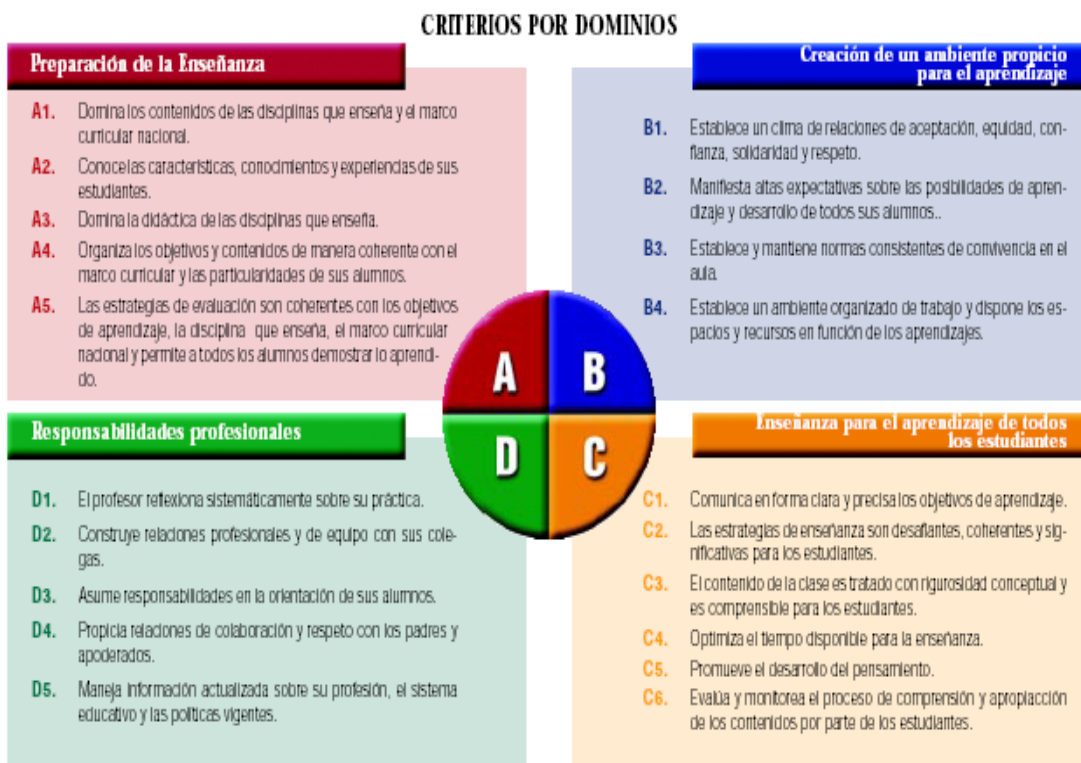 CRITERIOS POR DOMINIOS
Preparación de la Enseñanza
A1. Domina los contenidos de las disciplinas que enseña y el marco
curricular nacional.
A2. Conoce las características, conocimientos y experiencias de sus
estudiantes.
A3. Domina la didáctica de las disciplinas que enseña.
A4. Organiza los objetivos y contenidos de manera coherente con el
marco curricular y las particularidades de sus alumnos.
A5. Las estrategias de evaluación son coherentes con los objetivos
de aprendizaje, la disciplina que enseña, el marco curricular
nacional y permite a todos los alumnos demostrar lo aprendi-
do.
Creación de un ambiente propicio
para el aprendizaje
B1. Establece un clima de relaciones de aceptación, equidad, con-
fianza, solidaridad y respeto.
B2. Manifiesta altas expectativas sobre las posibilidades de apren-
dizaje y desarrollo de todos sus alumnos..
B3. Establece y mantiene normas consistentes de convivencia en el
aula.
B4. Establece un ambiente organizado de trabajo y dispone los es-
pacios y recursos en función de los aprendizajes.
A B
D C
Responsabilidades profesionales
D1. El profesor reflexiona sistemáticamente sobre su práctica.
D2. Construye relaciones profesionales y de equipo con sus cole-
gas.
D3. Asume responsabilidades en la orientación de sus alumnos.
D4. Propicia relaciones de colaboración y respeto con los padres y
apoderados.
D5. Maneja información actualizada sobre su profesión, el sistema
educativo y las políticas vigentes.
Enseñanza para el aprendizaje de todos
los estudiantes
C1. Comunica en forma clara y precisa los objetivos de aprendizaje.
C2. Las estrategias de enseñanza son desafiantes, coherentes y sig-
nificativas para los estudiantes.
C3. El contenido de la clase es tratado con rigurosidad conceptual y
es comprensible para los estudiantes.
C4. Optimiza el tiempo disponible para la enseñanza.
C5. Promueve el desarrollo del pensamiento.
C6. Evalúa y monitorea el proceso de comprensión y apropiacción
de los contenidos por parte de los estudiantes.